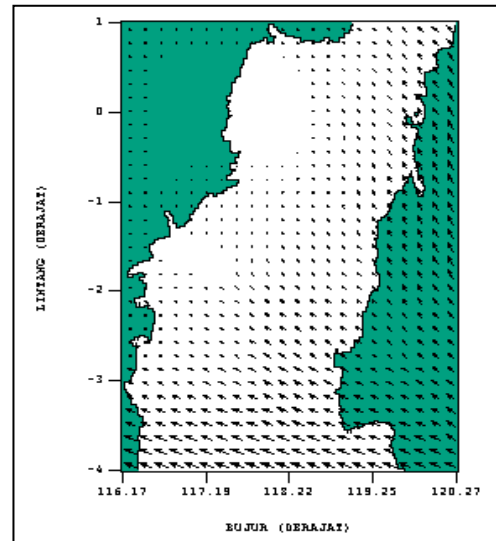 1
0
-1
-2
-3
-4
LINTANG (DERAJAT)
116.17 117.19 118.22 119.25 120.27
BUJUR (DERAJAT)